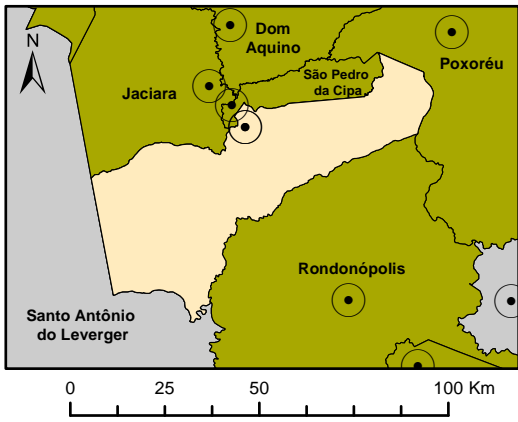 N
Dom
Aquino
Poxoréu
São Pedro
da Cipa
Jaciara
Rondonópolis
Santo Antônio
do Leverger
0 25 50 100 Km